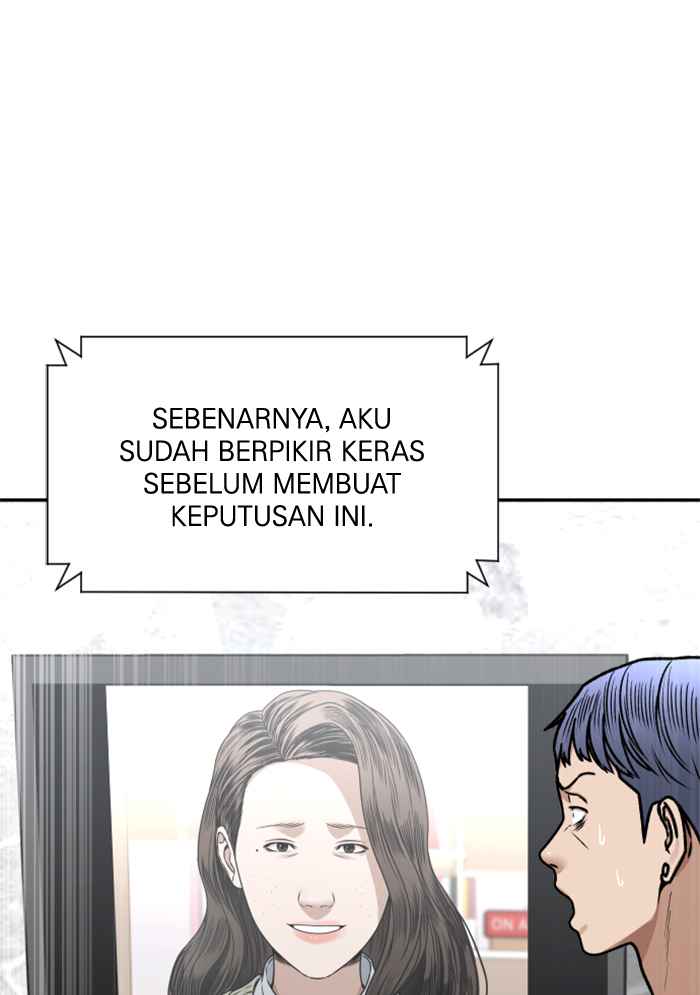 SEBENARNYA, AKU
SUDAH BERPIKIR KERAS
SEBELUM MEMBUAT
KEPUTUSAN INI.
ON A